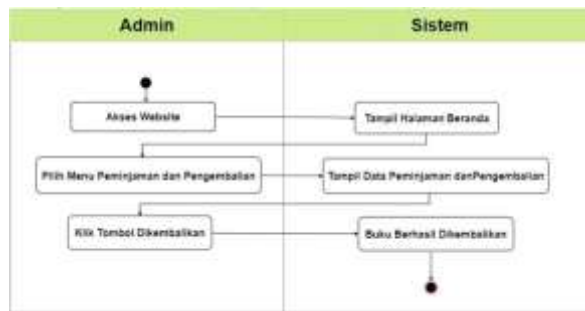 Admin
Sistem
Akses Website
Tampil Halaman Beranda
Pilih Menu Peminjaman dan Pengembalian
Tampil Data Peminjaman danPengembalian
Klik Tombol Dikembalikan
Buku Berhasil Dikembalikan